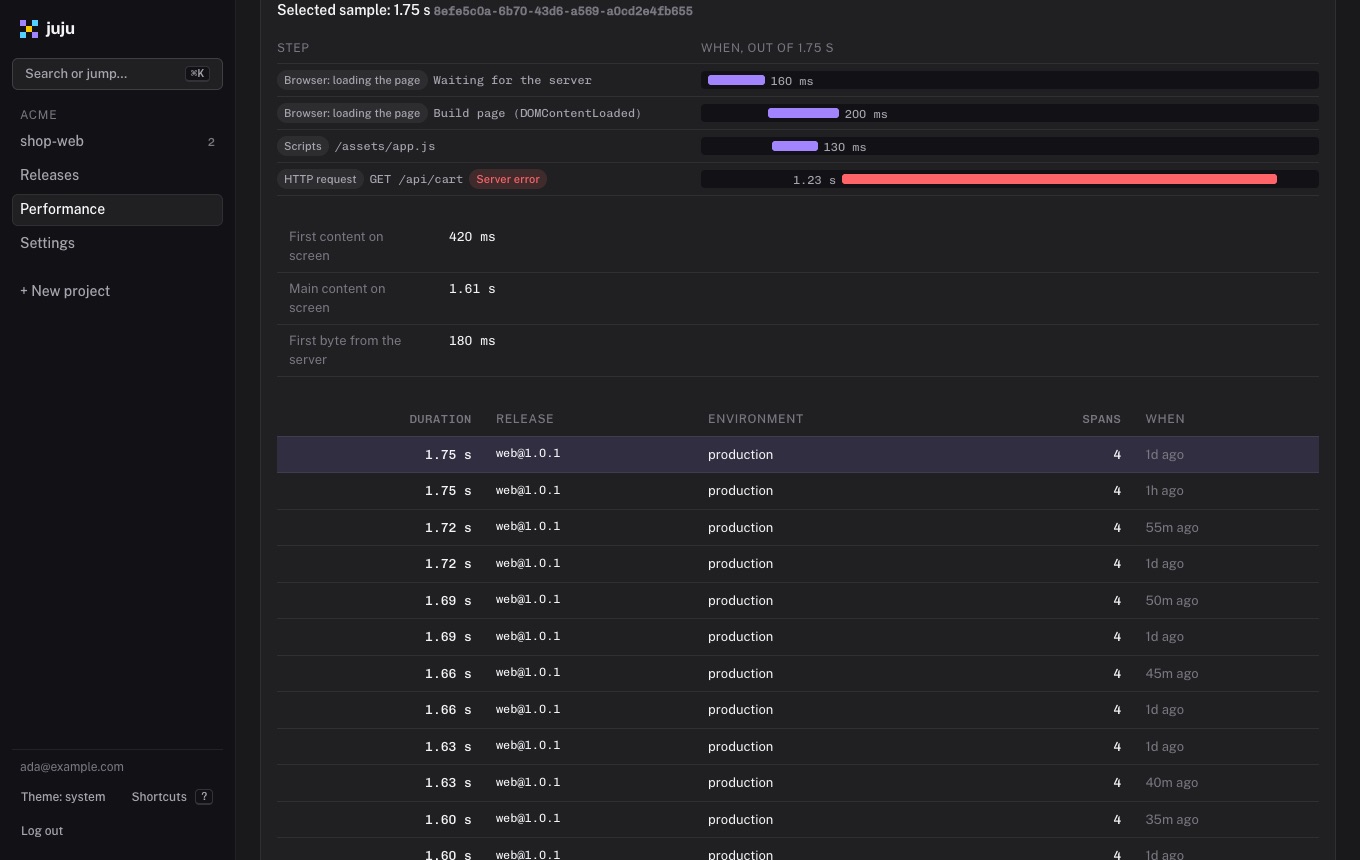 juju
Search or jump... ⌘K
ACME
shop-web 2
Releases
Performance
Settings
+ New project
ada@example.com
Theme: system Shortcuts ?
Log out
Selected sample: 1.75 s 8efe5c0a-6b70-43d6-a569-a0cd2e4fb655
STEP WHEN, OUT OF 1.75 S
Browser: loading the page Waiting for the server 160 ms
Browser: loading the page Build page (DOMContentLoaded) 200 ms
Scripts /assets/app.js 130 ms
HTTP request GET /api/cart Server error 1.23 s
First content on
screen
420 ms
Main content on
screen
1.61 s
First byte from the
server
180 ms
DURATION RELEASE ENVIRONMENT SPANS WHEN
1.75 s web@1.0.1 production 4 1d ago
1.75 s web@1.0.1 production 4 1h ago
1.72 s web@1.0.1 production 4 55m ago
1.72 s web@1.0.1 production 4 1d ago
1.69 s web@1.0.1 production 4 50m ago
1.69 s web@1.0.1 production 4 1d ago
1.66 s web@1.0.1 production 4 45m ago
1.66 s web@1.0.1 production 4 1d ago
1.63 s web@1.0.1 production 4 1d ago
1.63 s web@1.0.1 production 4 40m ago
1.60 s web@1.0.1 production 4 35m ago
1.60 s web@1.0.1 production 4 1d ago